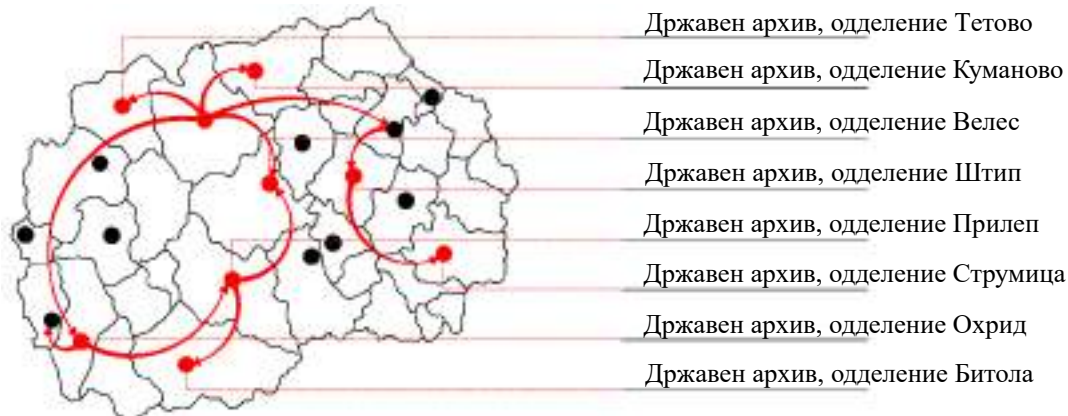 Државен архив, одделение Тетово
Државен архив, одделение Куманово
Државен архив, одделение Велес
Државен архив, одделение Штип
Државен архив, одделение Прилеп
Државен архив, одделение Струмица
Државен архив, одделение Охрид
Државен архив, одделение Битола